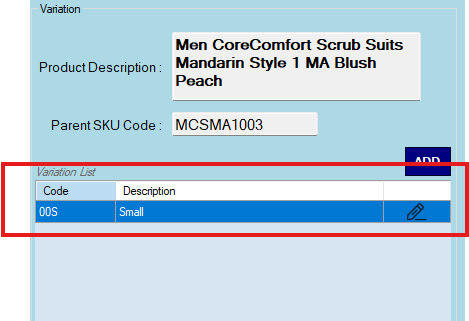 Variation
Product Description :
Men CoreComfort Scrub Suits
Mandarin Style 1 MA Blush
Peach
Parent SKU Code :
MCSMA1003
ADD
Variation List
Code Description
00S Small